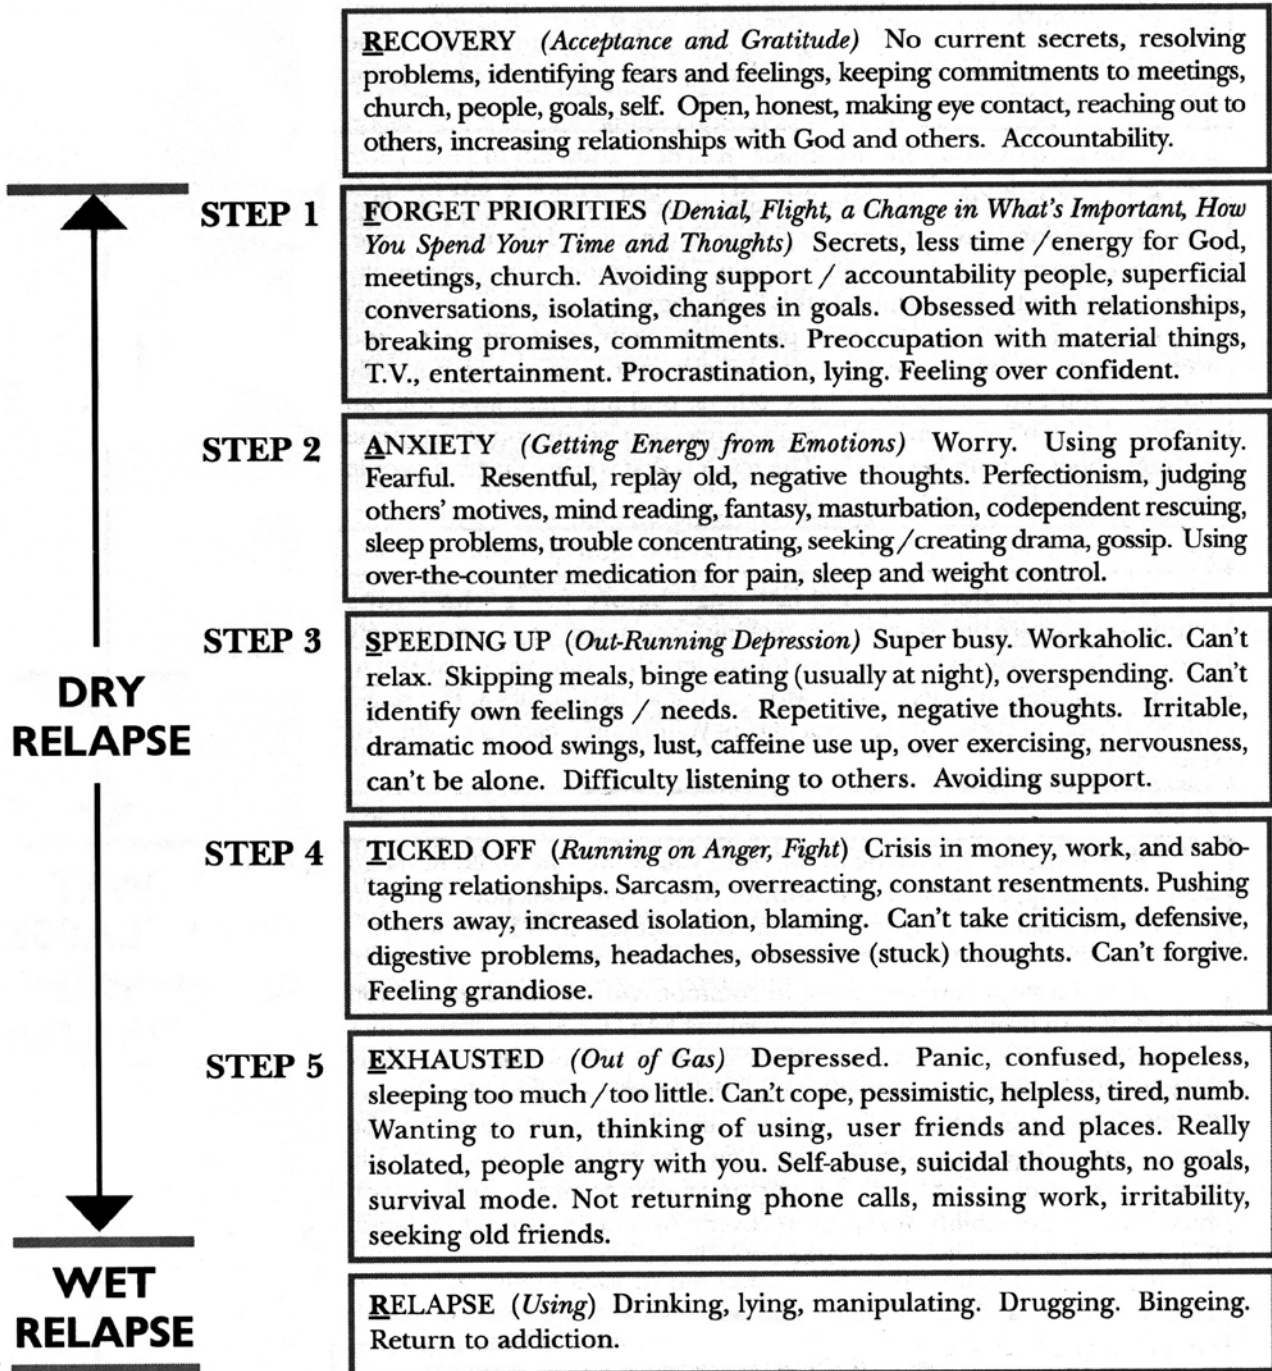 RECOVERY (Acceptance and Gratitude) No current secrets, resolving
problems, identifying fears and feelings, keeping commitments to meetings,
church, people, goals, self. Open, honest, making eye contact, reaching out to
others, increasing relationships with God and others. Accountability.
STEP 1
FORGET PRIORITIES (Denial, Flight, a Change in What's Important, How
You Spend Your Time and Thoughts) Secrets, less time /energy for God,
meetings, church. Avoiding support / accountability people, superficial
conversations, isolating, changes in goals. Obsessed with relationships,
breaking promises, commitments. Preoccupation with material things,
T.V., entertainment. Procrastination, lying. Feeling over confident.
STEP 2
ANXIETY (Getting Energy from Emotions) Worry. Using profanity.
Fearful. Resentful, replay old, negative thoughts. Perfectionism, judging
others' motives, mind reading, fantasy, masturbation, codependent rescuing,
sleep problems, trouble concentrating, seeking/creating drama, gossip. Using
over-the-counter medication for pain, sleep and weight control.
STEP 3
SPEEDING UP (Out-Running Depression) Super busy. Workaholic. Can't
relax. Skipping meals, binge eating (usually at night), overspending. Can't
identify own feelings / needs. Repetitive, negative thoughts. Irritable,
dramatic mood swings, lust, caffeine use up, over exercising, nervousness,
can't be alone. Difficulty listening to others. Avoiding support.
DRY
RELAPSE
STEP 4
TICKED OFF (Running on Anger, Fight) Crisis in money, work, and sabo-
taging relationships. Sarcasm, overreacting, constant resentments. Pushing
others away, increased isolation, blaming. Can't take criticism, defensive,
digestive problems, headaches, obsessive (stuck) thoughts. Can't forgive.
Feeling grandiose.
STEP 5
EXHAUSTED (Out of Gas) Depressed. Panic, confused, hopeless,
sleeping too much /too little. Can't cope, pessimistic, helpless, tired, numb.
Wanting to run, thinking of using, user friends and places. Really
isolated, people angry with you. Self-abuse, suicidal thoughts, no goals,
survival mode. Not returning phone calls, missing work, irritability,
seeking old friends.
WET
RELAPSE
RELAPSE (Using) Drinking, lying, manipulating. Drugging. Bingeing.
Return to addiction.